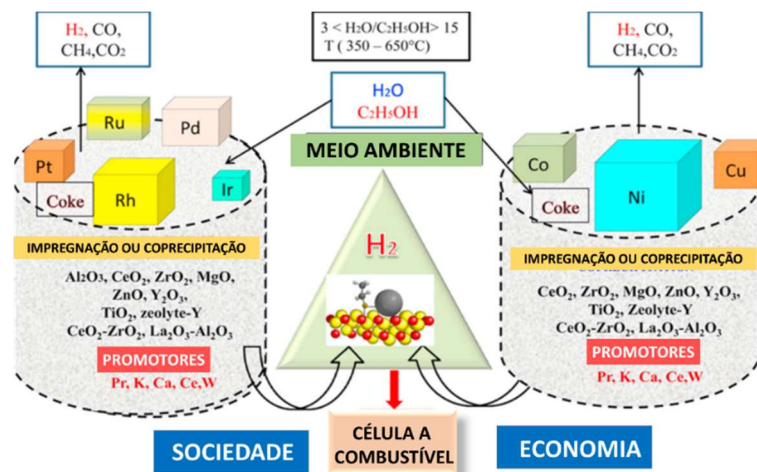 H₂, CO,
CH₄,CO₂
3 < H₂O/C₂H₅OH> 15
T ( 350 – 650°C)
H₂, CO,
CH₄,CO₂
H₂O
C₂H₅OH
Ru
Pd
Pt
Coke
Rh
Ir
MEIO AMBIENTE
Co
Coke
Ni
Cu
IMPREGNAÇÃO OU COPRECIPITAÇÃO
Al₂O₃, CeO₂, ZrO₂, MgO,
ZnO, Y₂O₃,
TiO₂, zeolyte-Y
CeO₂-ZrO₂, La₂O₃-Al₂O₃
PROMOTORES
Pr, K, Ca, Ce,W
H₂
IMPREGNAÇÃO OU COPRECIPITAÇÃO
CeO₂, ZrO₂, MgO, ZnO, Y₂O₃,
TiO₂, Zeolyte-Y
CeO₂-ZrO₂, La₂O₃-Al₂O₃
PROMOTORES
Pr, K, Ca, Ce,W
SOCIEDADE
CÉLULA A
COMBUSTÍVEL
ECONOMIA